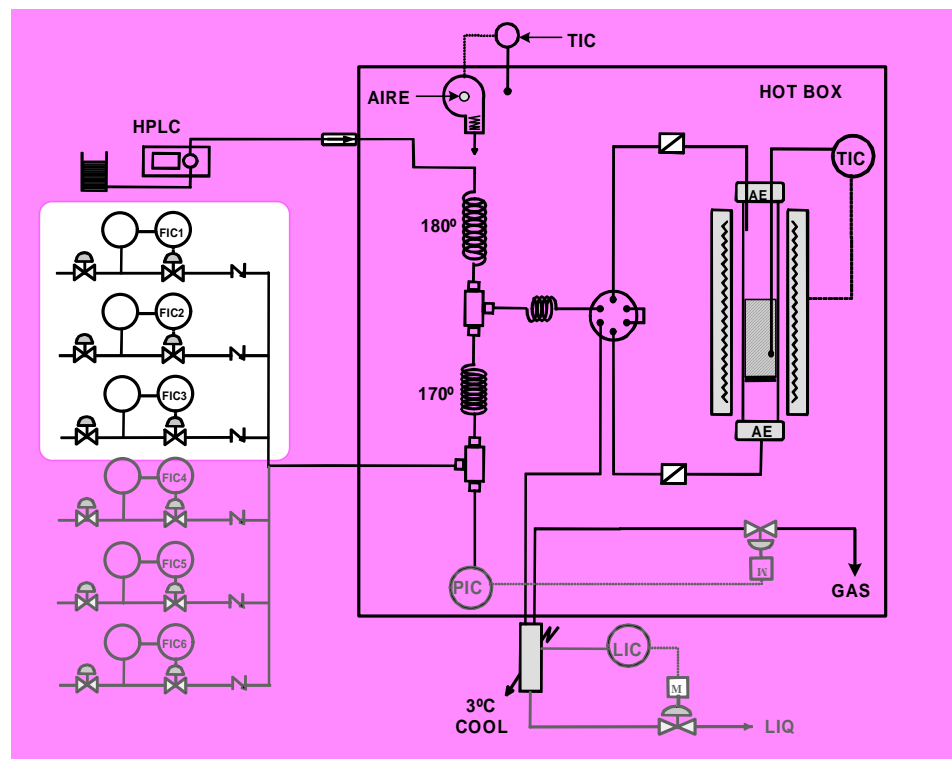 TIC
HOT BOX
AIRE
HPLC
TIC
AE
180º
FIC1
FIC2
170º
FIC3
AE
FIC4
FIC5
PIC
M
GAS
FIC6
LIC
M
3ºC
COOL
LIQ